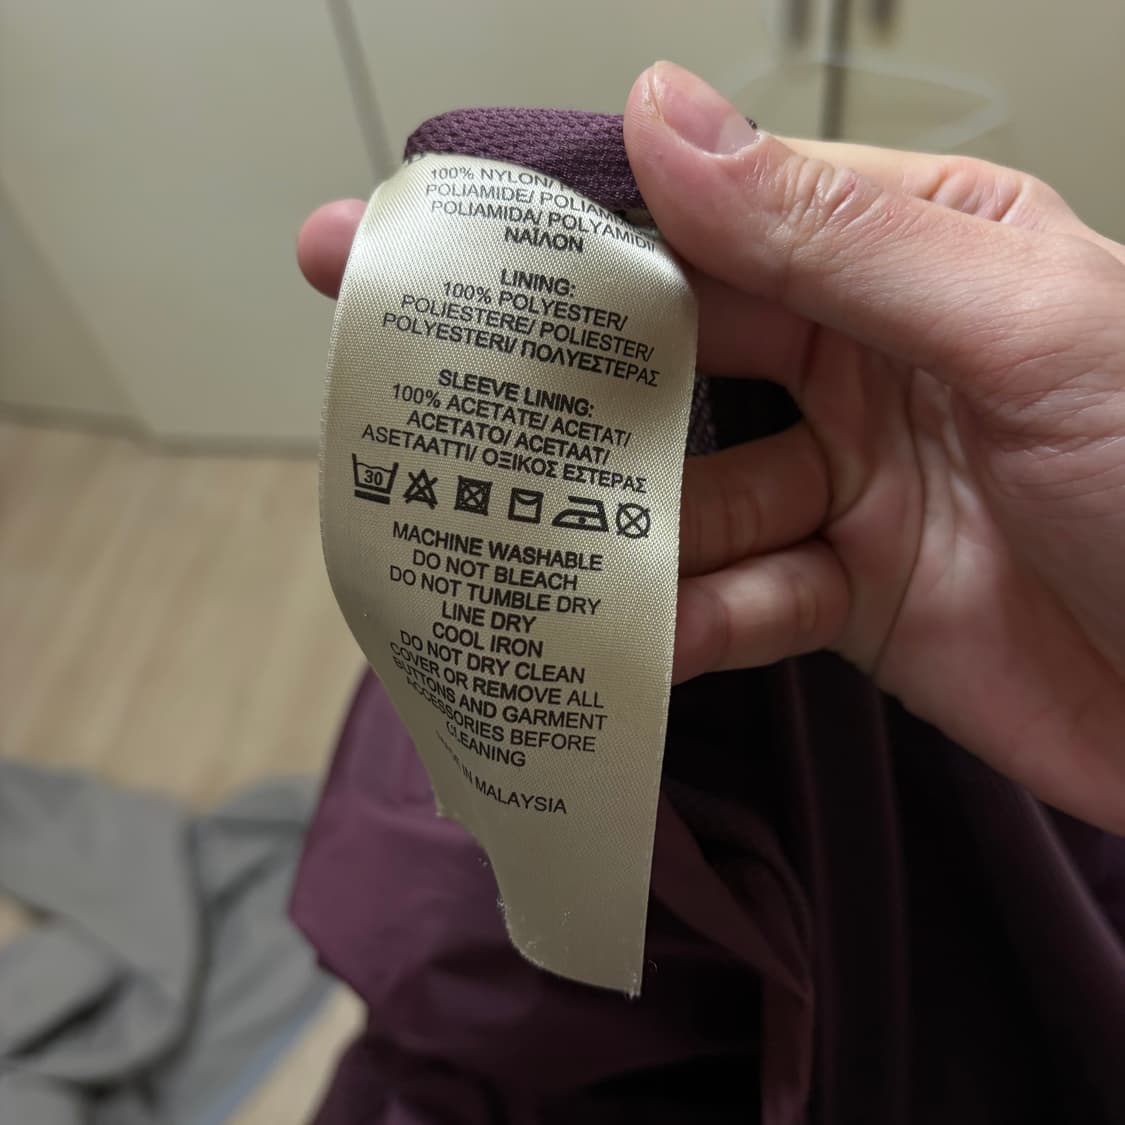 100% NYLON/
POLIAMIDE/
POLIAMIDA/ POLYAMIDI/
ΝΑΪΛΟΝ
LINING:
100% POLYESTER/
POLIESTERE/ POLIESTER/
POLYESTERI/ ΠΟΛΥΕΣΤΕΡΑΣ
SLEEVE LINING:
100% ACETATE/ ACETAT/
ACETATO/ ACETAAT/
ASETAATTI/ ΟΞΙΚΟΣ ΕΣΤΕΡΑΣ
30
MACHINE WASHABLE
DO NOT BLEACH
DO NOT TUMBLE DRY
LINE DRY
COOL IRON
DO NOT DRY CLEAN
COVER OR REMOVE ALL
BUTTONS AND GARMENT
ACCESSORIES BEFORE
CLEANING
IN MALAYSIA